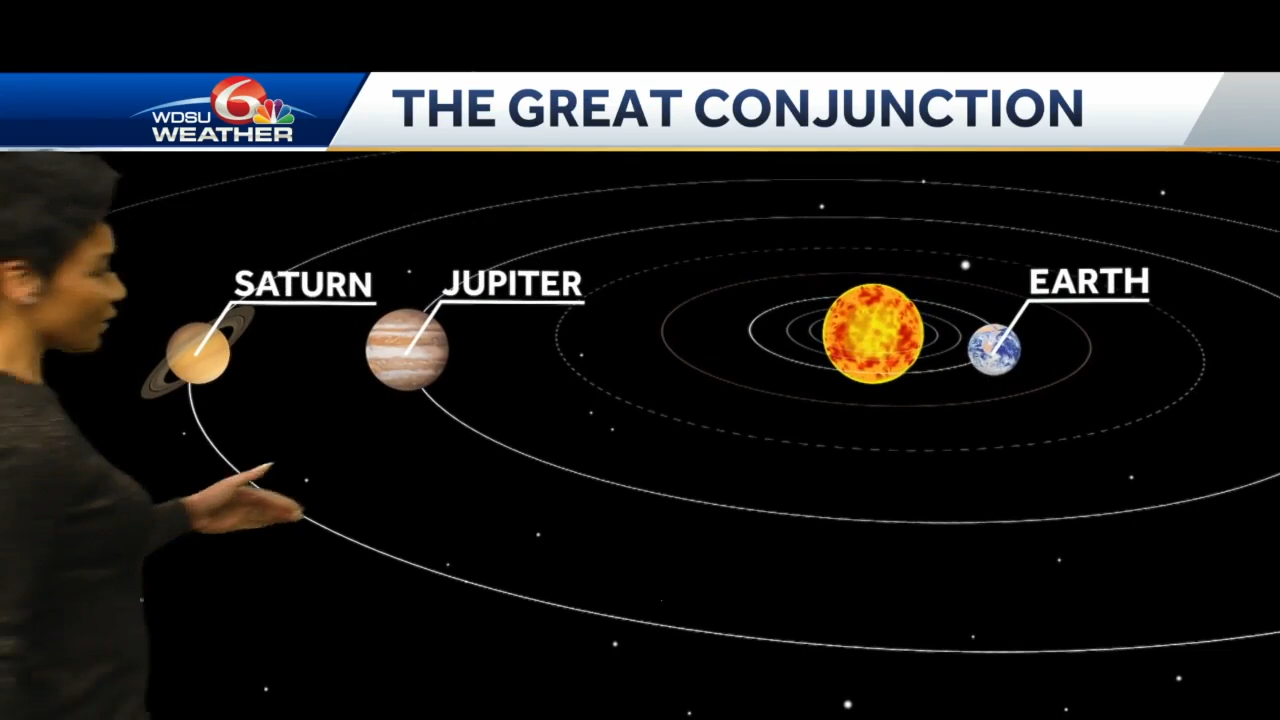 WDSU 6
WEATHER
THE GREAT CONJUNCTION
SATURN
JUPITER
EARTH